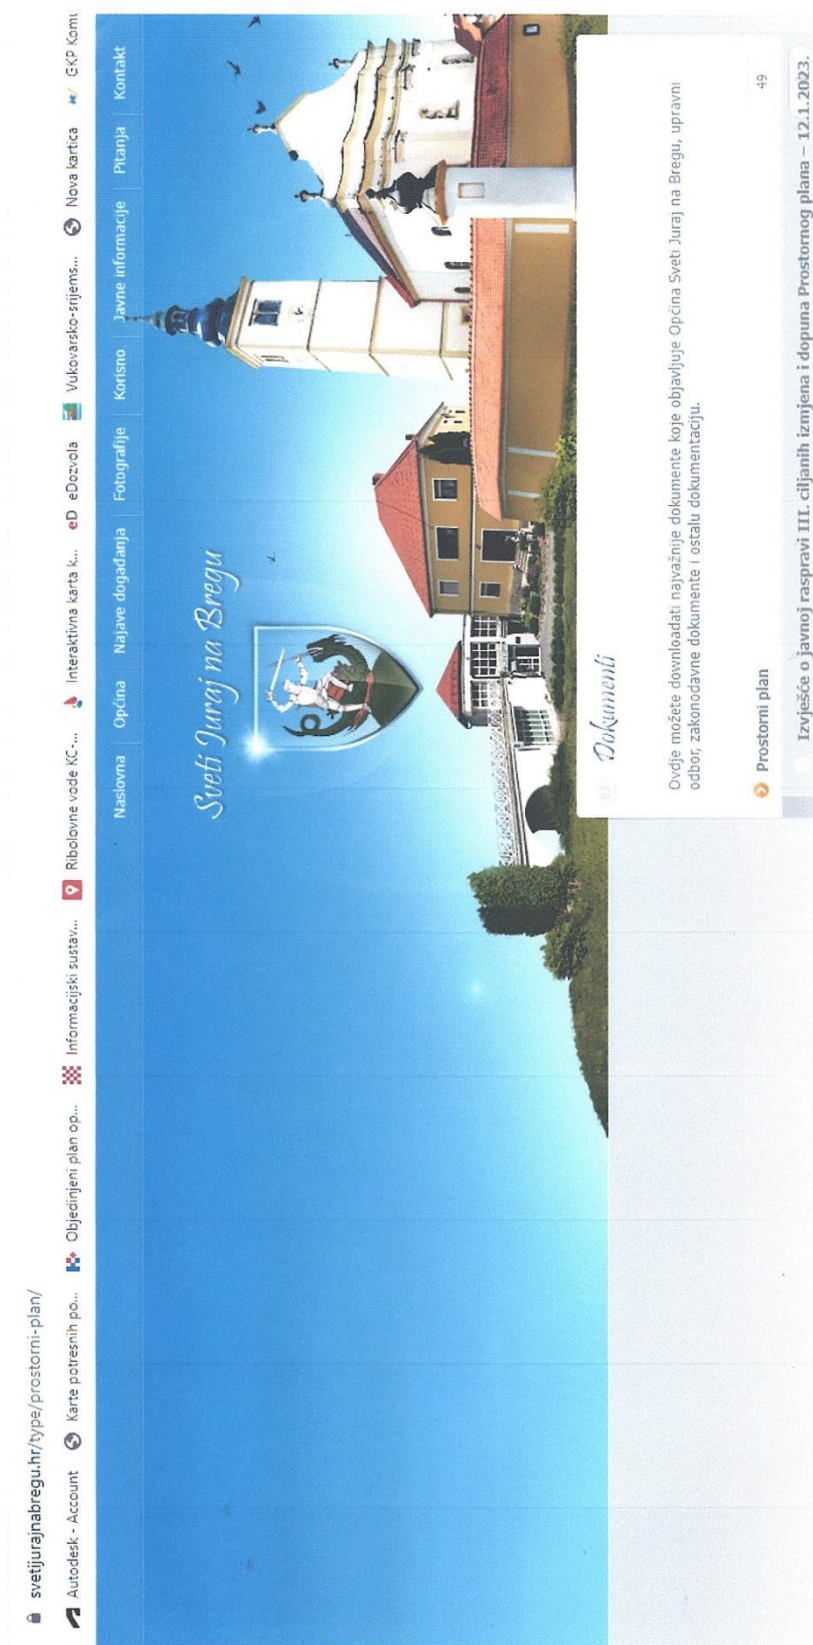 svetijurajnabregu.hr/type/prostorni-plan/
Autodesk - Account Karte potresnih po... Objedinjeni plan op... Informacijski sustav... Ribolovne vode KC-... Interaktivna karta k... eD eDozvola Vukovarsko-srijems... Nova kartica GKP Komu
Naslovna Općina Najave događanja Fotografije Korisno Javne informacije Pitanja Kontakt
Sveti Juraj na Bregu
Dokumenti
Ovdje možete downloadati najvažnije dokumente koje objavljuje Općina Sveti Juraj na Bregu, upravni
odbor, zakonodavne dokumente i ostalu dokumentaciju.
Prostorni plan 49
Izvješće o javnoj raspravi III. ciljanih izmjena i dopuna Prostornog plana – 12.1.2023.